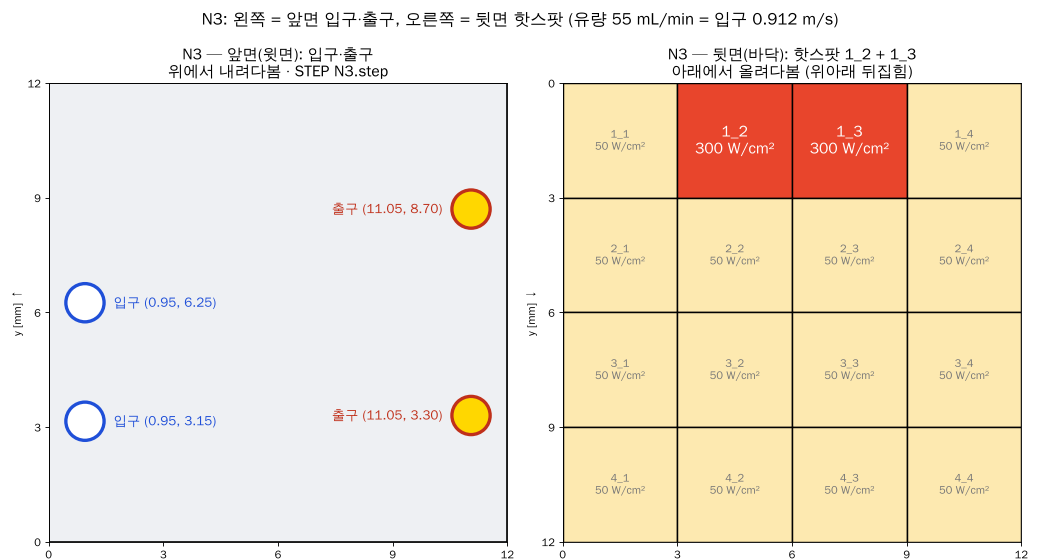 N3: 왼쪽 = 앞면 입구·출구, 오른쪽 = 뒷면 핫스팟 (유량 55 mL/min = 입구 0.912 m/s)
N3 — 앞면(윗면): 입구·출구
위에서 내려다봄 · STEP N3.step
12
9
6
3
0
y [mm] ↑
출구 (11.05, 8.70)
입구 (0.95, 6.25)
출구 (11.05, 3.30)
입구 (0.95, 3.15)
0
3
6
9
12
N3 — 뒷면(바닥): 핫스팟 1_2 + 1_3
아래에서 올려다봄 (위아래 뒤집힘)
0
3
6
9
12
y [mm] ↓
1_1
50 W/cm²
1_2
300 W/cm²
1_3
300 W/cm²
1_4
50 W/cm²
2_1
50 W/cm²
2_2
50 W/cm²
2_3
50 W/cm²
2_4
50 W/cm²
3_1
50 W/cm²
3_2
50 W/cm²
3_3
50 W/cm²
3_4
50 W/cm²
4_1
50 W/cm²
4_2
50 W/cm²
4_3
50 W/cm²
4_4
50 W/cm²
0
3
6
9
12